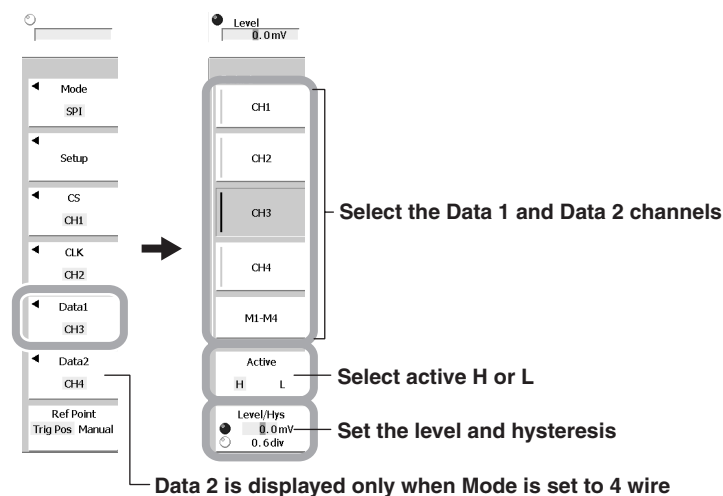 Mode
SPI
Setup
CS
CH1
CLK
CH2
Data1
CH3
Data2
CH4
Ref Point
Trig Pos Manual
Level
0.0mV
CH1
CH2
CH3
CH4
M1-M4
Active
H L
Level/Hys
0.0mV
0.6div
Select the Data 1 and Data 2 channels
Select active H or L
Set the level and hysteresis
Data 2 is displayed only when Mode is set to 4 wire